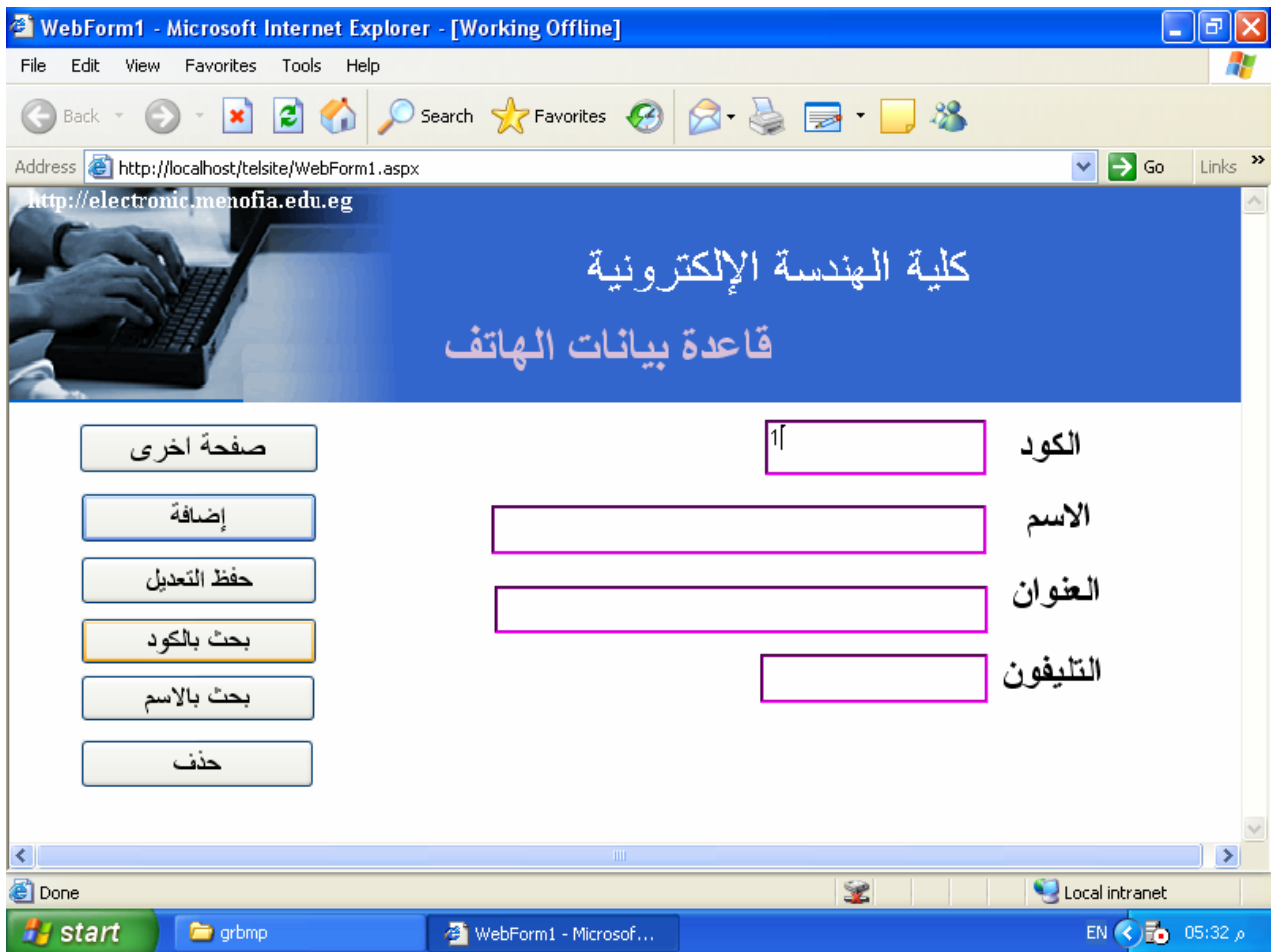 WebForm1 - Microsoft Internet Explorer - [Working Offline]
File Edit View Favorites Tools Help
Back Search Favorites
Address http://localhost/telsite/WebForm1.aspx Go Links »
http://electronic.menofia.edu.eg
كلية الهندسة الإلكترونية
قاعدة بيانات الهاتف
الكود 1 صفحة اخرى
الاسم إضافة
العنوان حفظ التعديل
بحث بالكود
التليفون بحث بالاسم
حذف
Done Local intranet
start grbmp WebForm1 - Microsof... EN 05:32 م